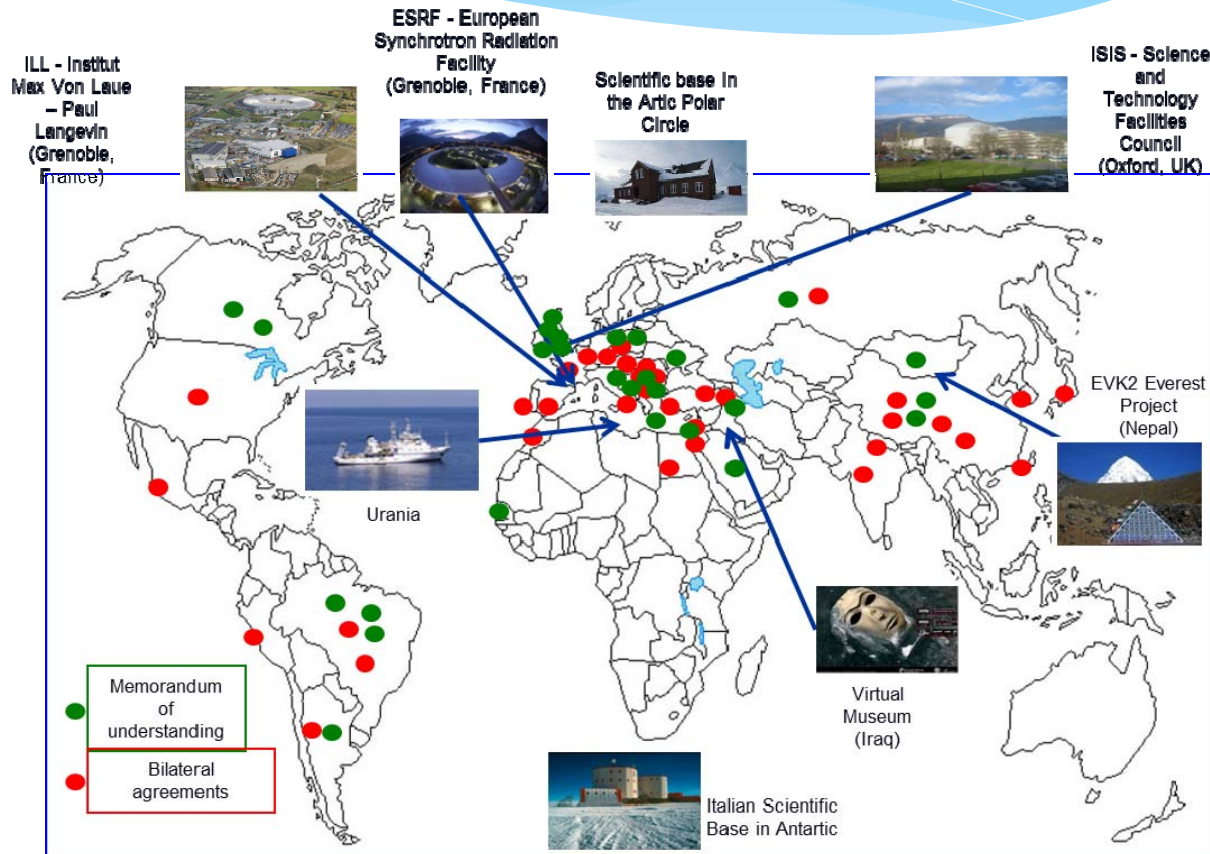 ILL - Institut
Max Von Laue
– Paul
Langevin
(Grenoble,
France)
ESRF - European
Synchrotron Radiation
Facility
(Grenoble, France)
Scientific base in
the Artic Polar
Circle
ISIS - Science
and
Technology
Facilities
Council
(Oxford, UK)
EVK2 Everest
Project
(Nepal)
Urania
Virtual
Museum
(Iraq)
Memorandum
of
understanding
Bilateral
agreements
Italian Scientific
Base in Antartic